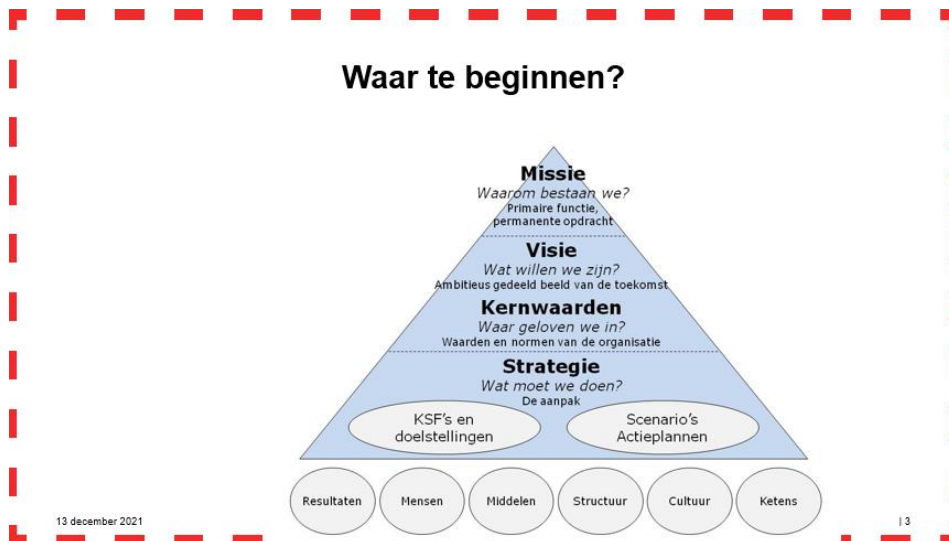 Waar te beginnen?
Missie
Waarom bestaan we?
Primaire functie,
permanente opdracht
Visie
Wat willen we zijn?
Ambitieus gedeeld beeld van de toekomst
Kernwaarden
Waar geloven we in?
Waarden en normen van de organisatie
Strategie
Wat moet we doen?
De aanpak
KSF's en
doelstellingen
Scenario's
Actieplannen
Resultaten
Mensen
Middelen
Structuur
Cultuur
Ketens
13 december 2021
| 3